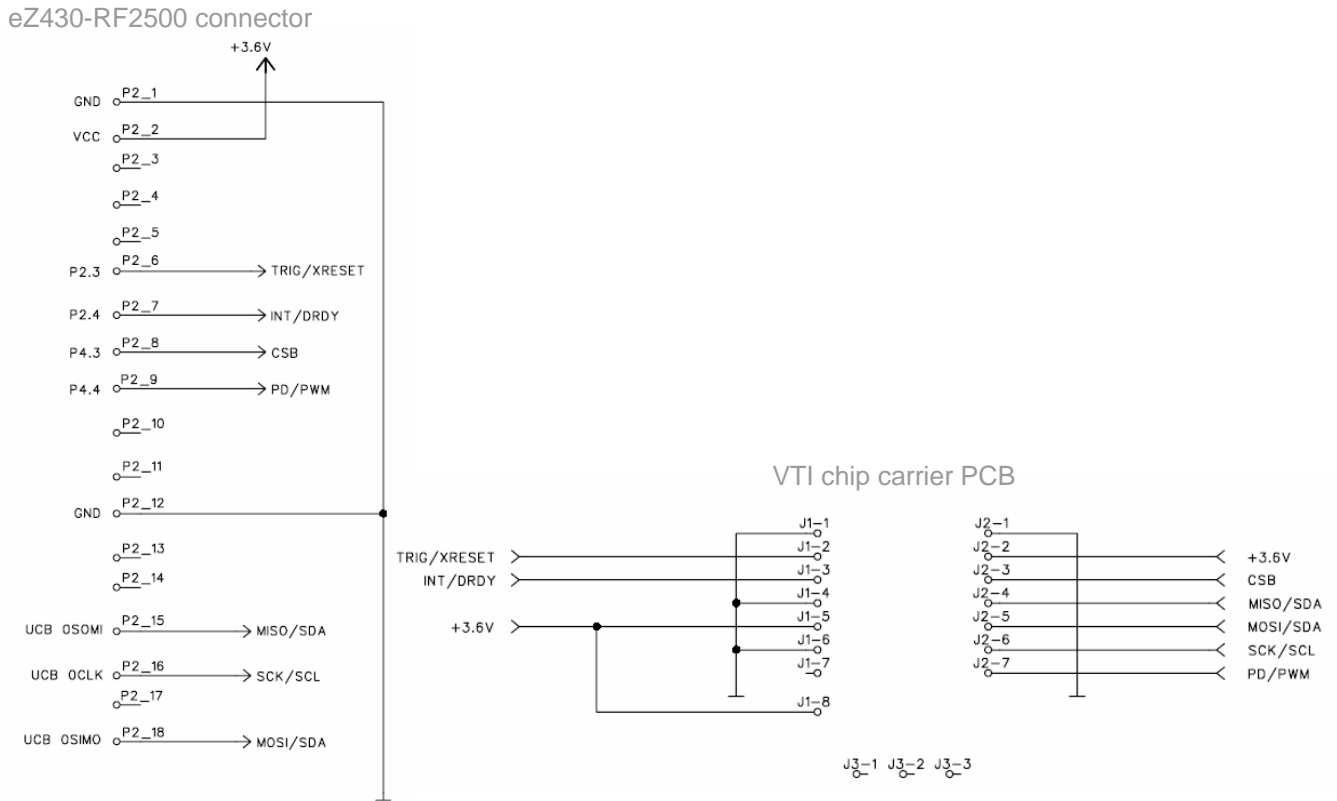 eZ430-RF2500 connector
+3.6V
GND P2_1
VCC P2_2
P2_3
P2_4
P2_5
P2.3 P2_6 TRIG/XRESET
P2.4 P2_7 INT/DRDY
P4.3 P2_8 CSB
P4.4 P2_9 PD/PWM
P2_10
P2_11
GND P2_12
P2_13
P2_14
UCB 0SOMI P2_15 MISO/SDA
UCB 0CLK P2_16 SCK/SCL
P2_17
UCB 0SIMO P2_18 MOSI/SDA
VTI chip carrier PCB
J1-1
TRIG/XRESET J1-2
INT/DRDY J1-3
J1-4
+3.6V J1-5
J1-6
J1-7
J1-8
J2-1
J2-2 +3.6V
J2-3 CSB
J2-4 MISO/SDA
J2-5 MOSI/SDA
J2-6 SCK/SCL
J2-7 PD/PWM
J3-1 J3-2 J3-3